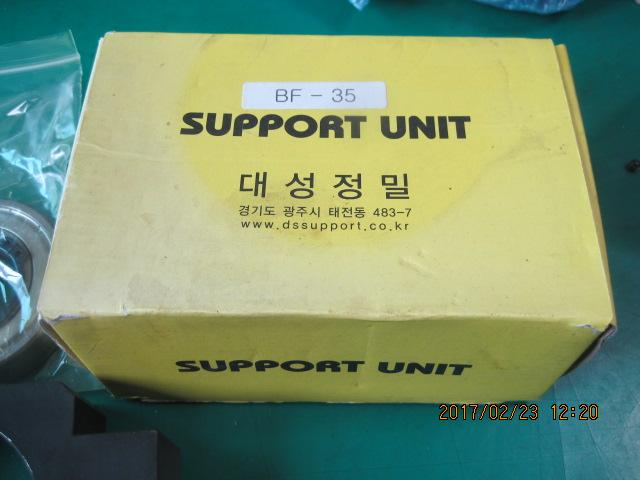 BF - 35
SUPPORT UNIT
대성정밀
경기도 광주시 태전동 483-7
www.dssupport.co.kr
SUPPORT UNIT
2017/02/23 12:20